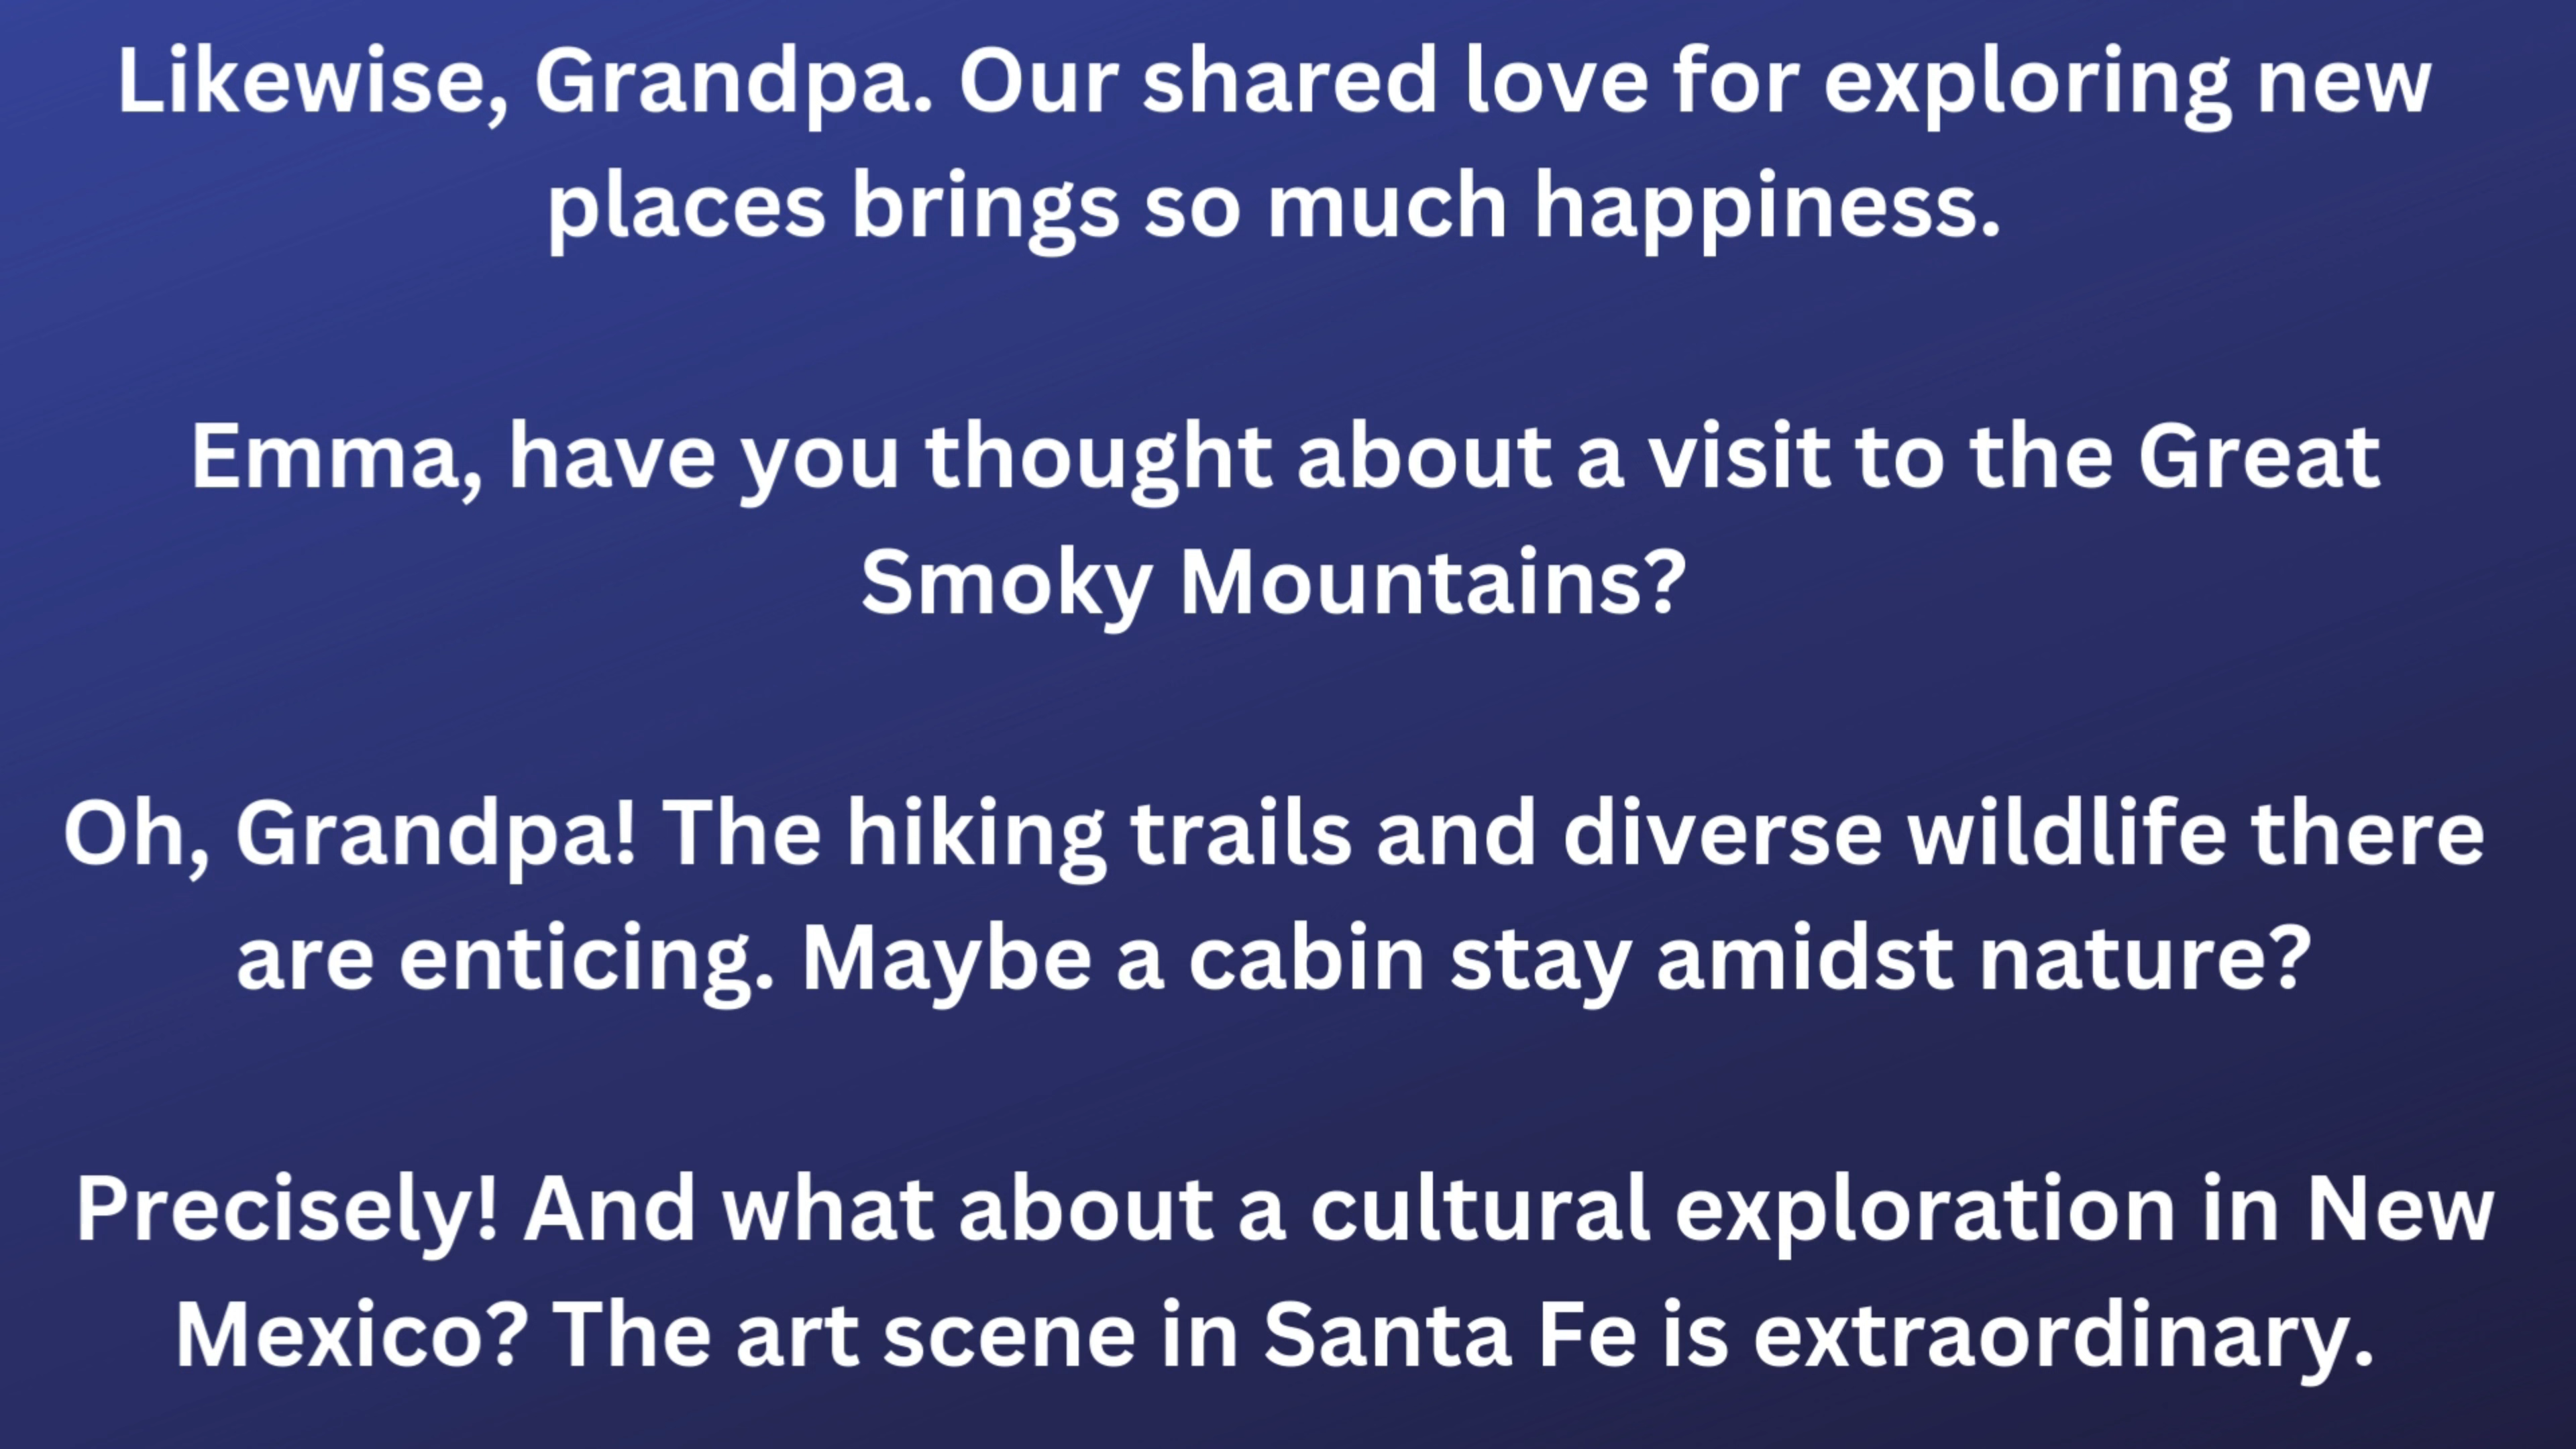 Likewise, Grandpa. Our shared love for exploring new
places brings so much happiness.
Emma, have you thought about a visit to the Great
Smoky Mountains?
Oh, Grandpa! The hiking trails and diverse wildlife there
are enticing. Maybe a cabin stay amidst nature?
Precisely! And what about a cultural exploration in New
Mexico? The art scene in Santa Fe is extraordinary.